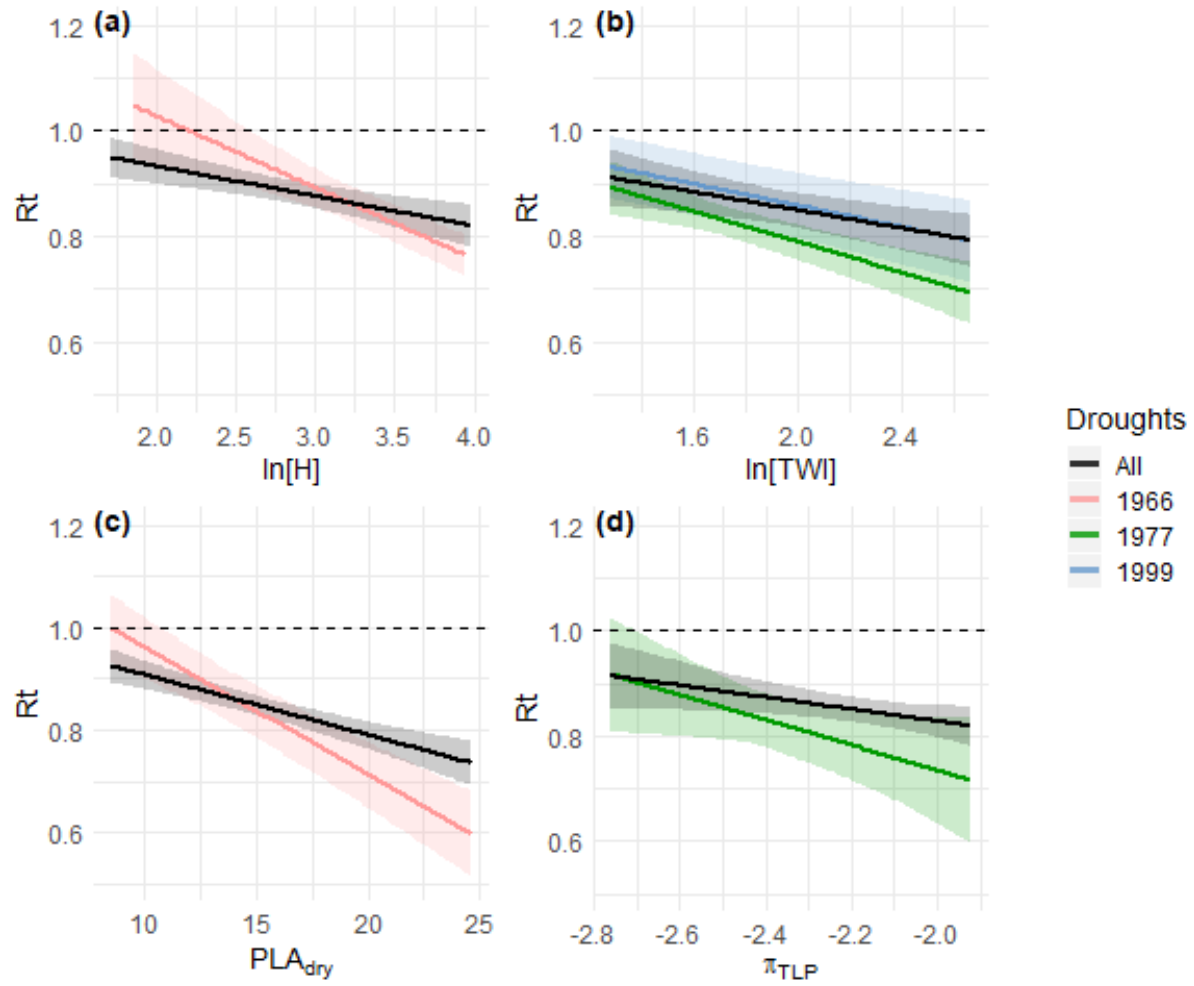 (a)
1.2
1.0
0.8
0.6
Rt
2.0 2.5 3.0 3.5 4.0
ln[H]
(b)
1.2
1.0
0.8
0.6
Rt
1.6 2.0 2.4
ln[TWI]
(c)
1.2
1.0
0.8
0.6
Rt
10 15 20 25
PLAdry
(d)
1.2
1.0
0.8
0.6
Rt
-2.8 -2.6 -2.4 -2.2 -2.0
πTLP
Droughts
All
1966
1977
1999